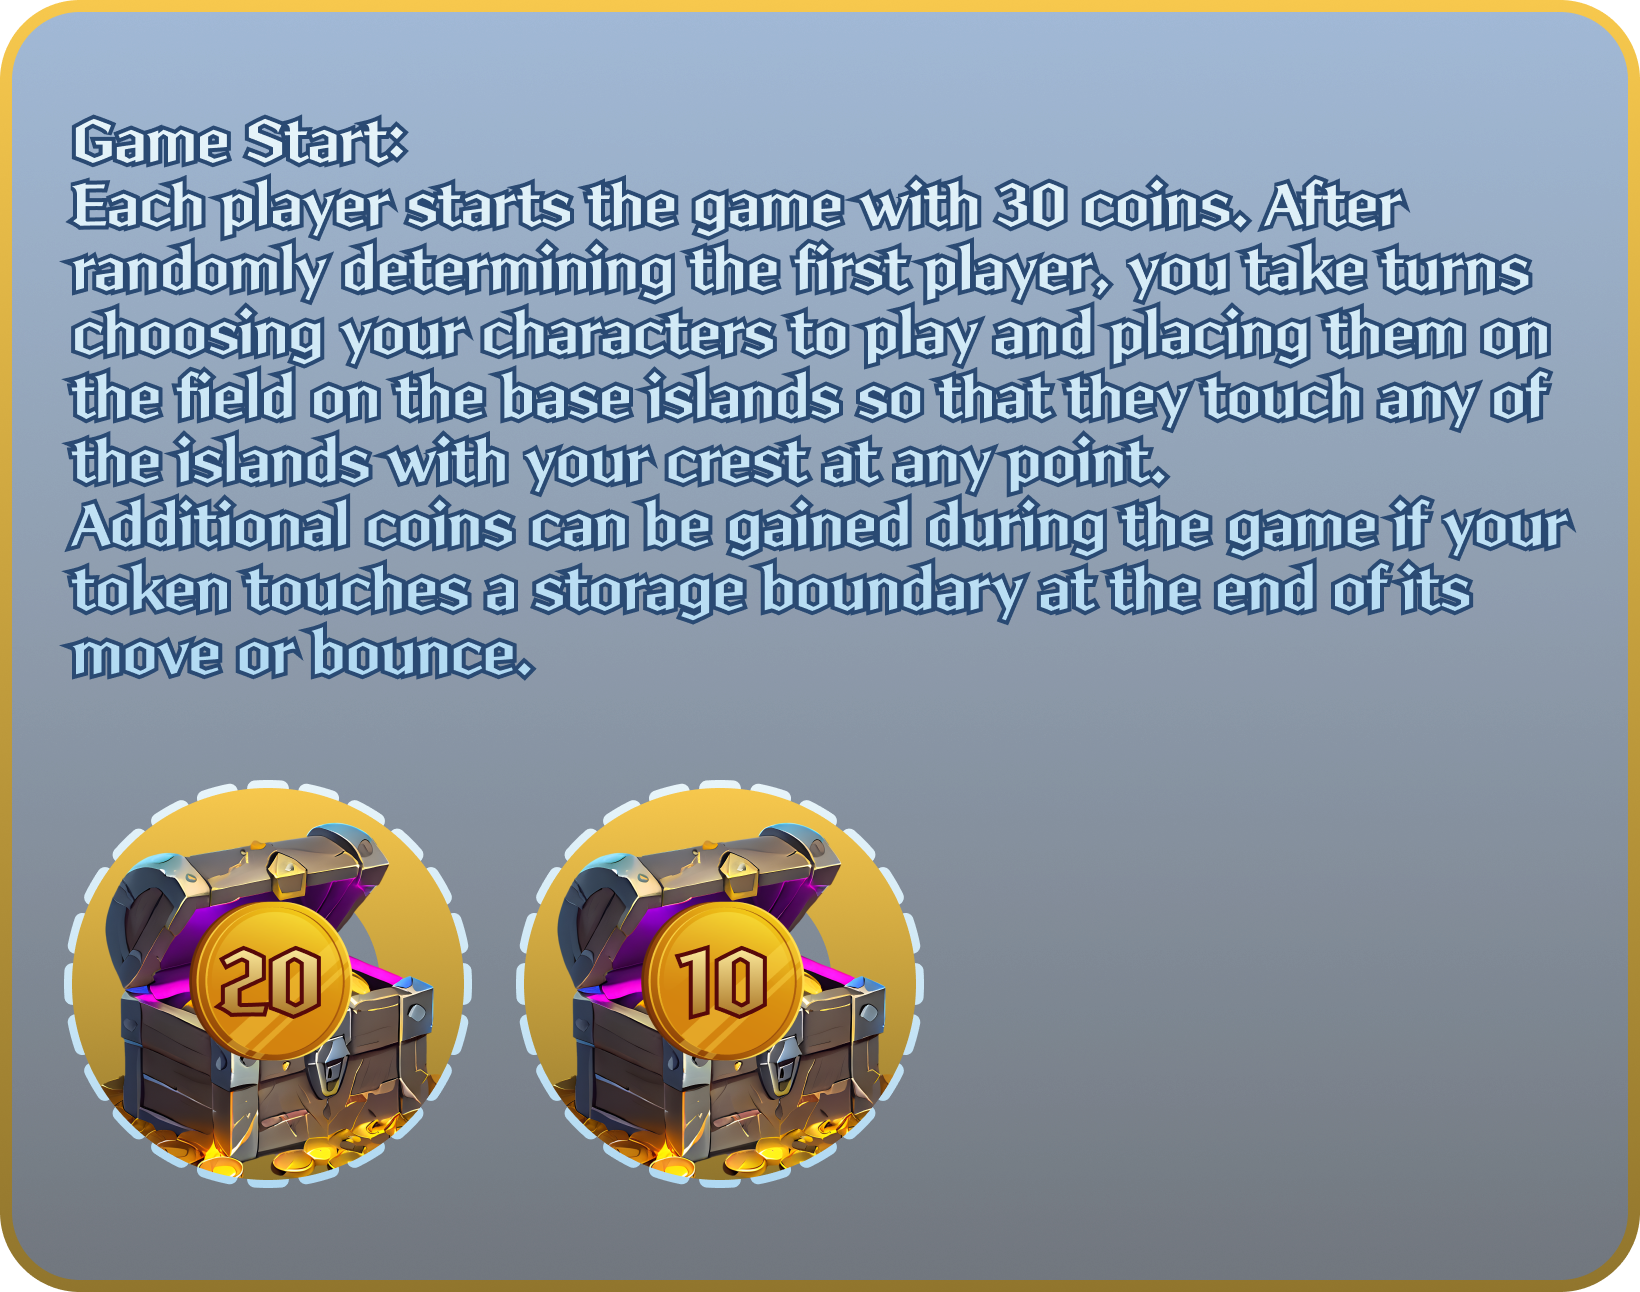 Game Start:
Each player starts the game with 30 coins. After
randomly determining the first player, you take turns
choosing your characters to play and placing them on
the field on the base islands so that they touch any of
the islands with your crest at any point.
Additional coins can be gained during the game if your
token touches a storage boundary at the end of its
move or bounce.
20
10